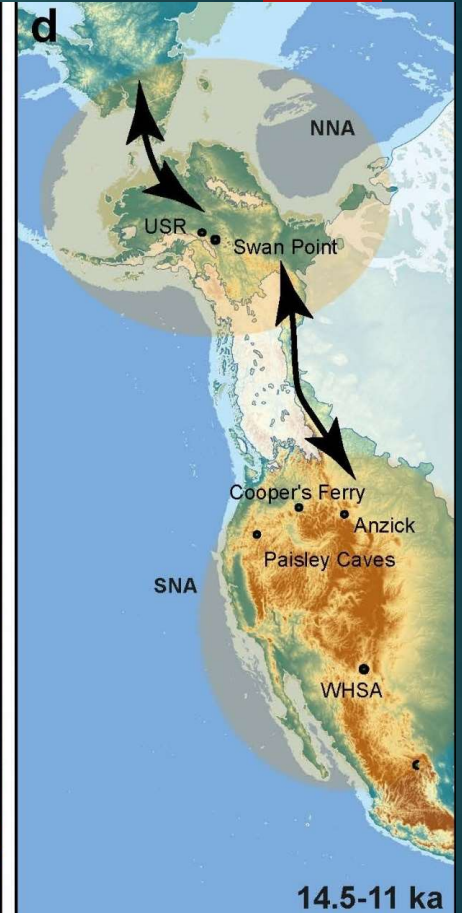 d
NNA
USR
Swan Point
Cooper's Ferry
Anzick
Paisley Caves
SNA
WHSA
14.5-11 ka